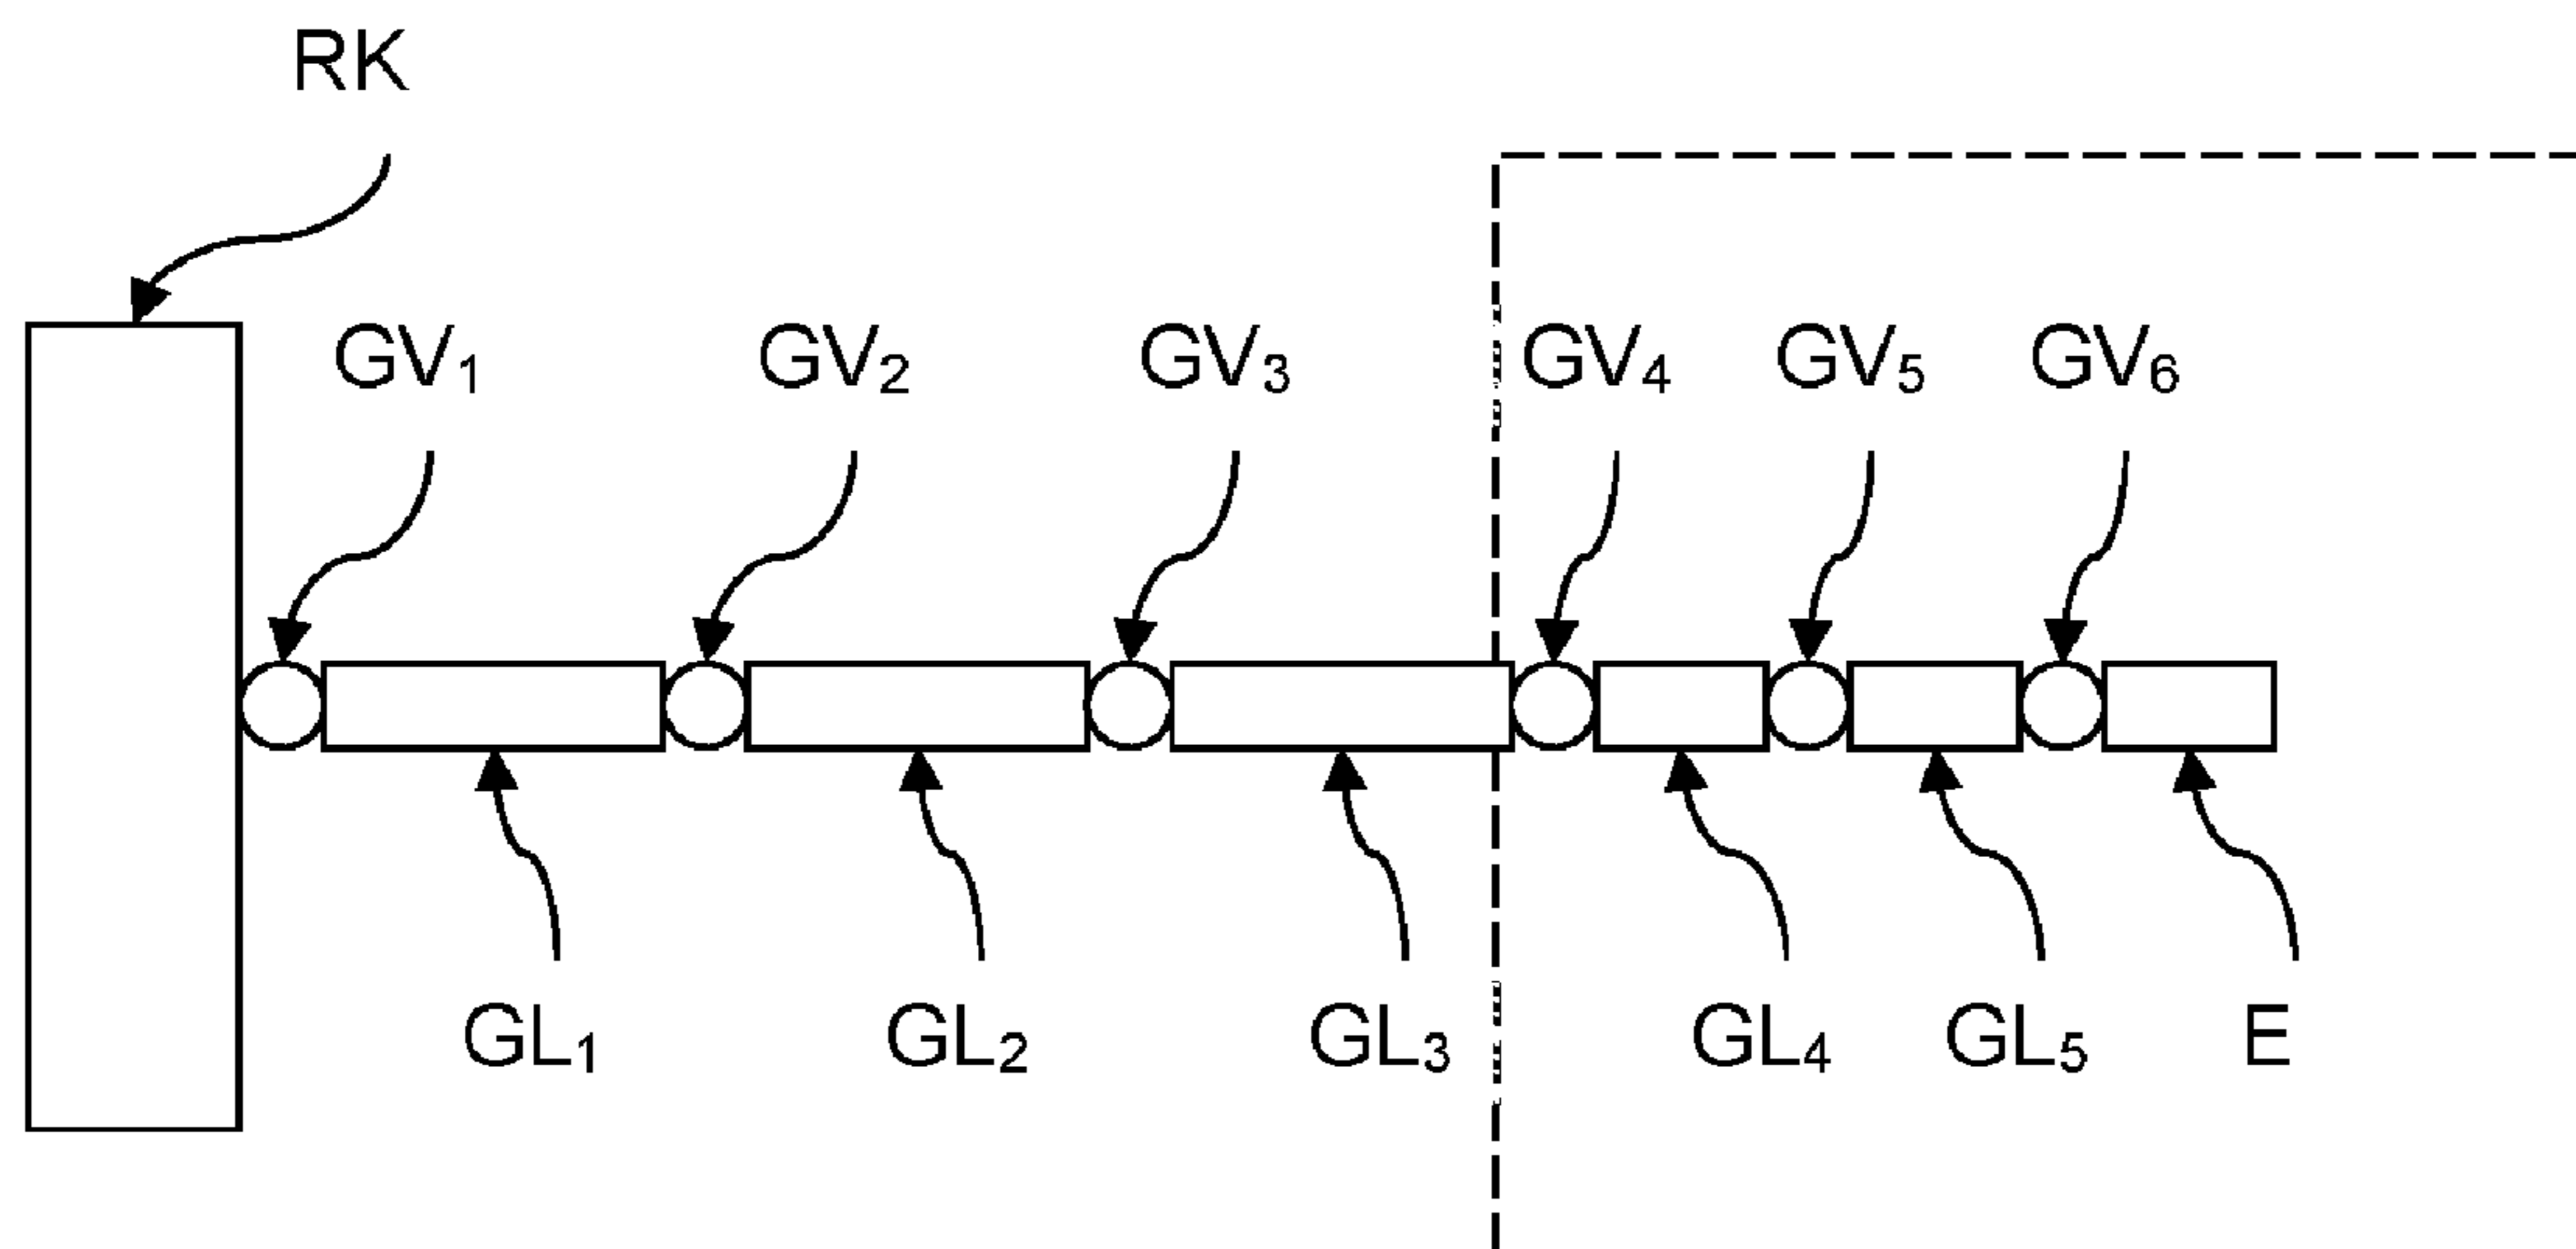 RK
GV₁ GV₂ GV₃ GV₄ GV₅ GV₆
GL₁ GL₂ GL₃ GL₄ GL₅ E